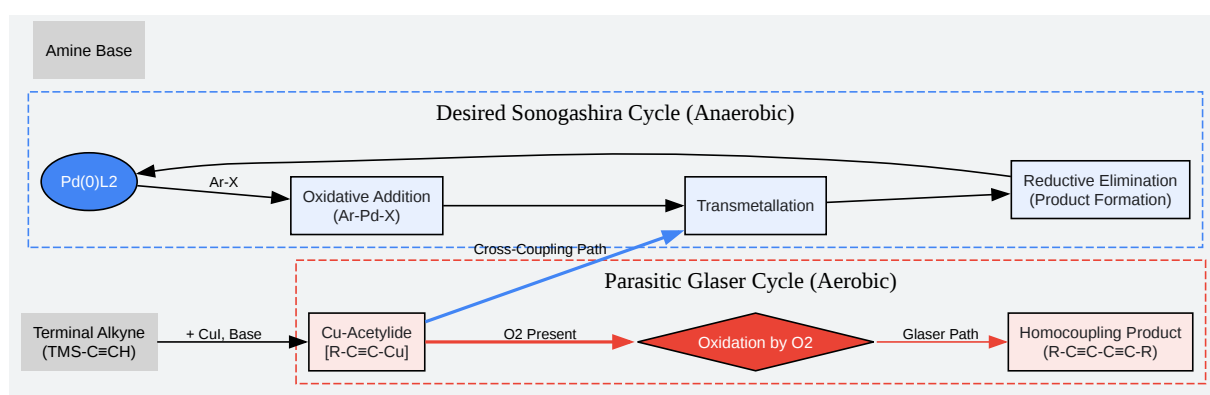 Amine Base
Desired Sonogashira Cycle (Anaerobic)
Pd(0)L2
Ar-X
Oxidative Addition
(Ar-Pd-X)
Transmetallation
Reductive Elimination
(Product Formation)
Cross-Coupling Path
Parasitic Glaser Cycle (Aerobic)
Terminal Alkyne
(TMS-C≡CH)
+ CuI, Base
Cu-Acetylide
[R-C≡C-Cu]
O2 Present
Oxidation by O2
Glaser Path
Homocoupling Product
(R-C≡C-C≡C-R)